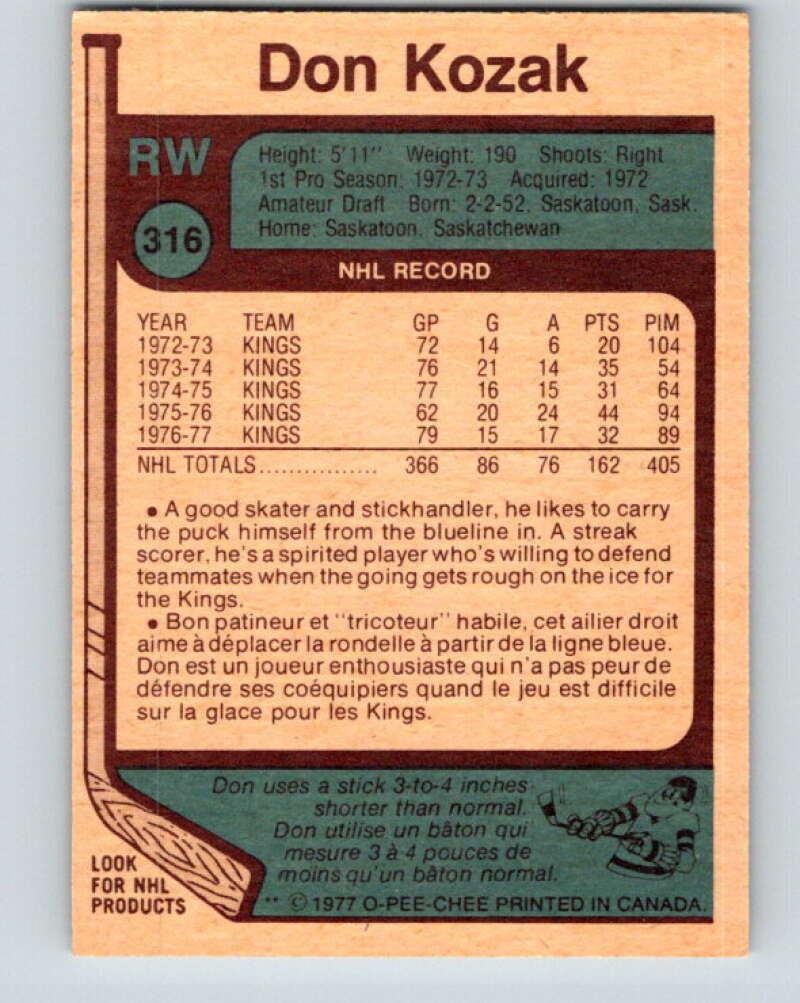 Don Kozak
RW
316
Height: 5'11" Weight: 190 Shoots: Right
1st Pro Season: 1972-73 Acquired: 1972
Amateur Draft Born: 2-2-52, Saskatoon, Sask.
Home: Saskatoon, Saskatchewan
NHL RECORD
YEAR TEAM GP G A PTS PIM
1972-73 KINGS 72 14 6 20 104
1973-74 KINGS 76 21 14 35 54
1974-75 KINGS 77 16 15 31 64
1975-76 KINGS 62 20 24 44 94
1976-77 KINGS 79 15 17 32 89
NHL TOTALS................ 366 86 76 162 405
• A good skater and stickhandler, he likes to carry
the puck himself from the blueline in. A streak
scorer, he's a spirited player who's willing to defend
teammates when the going gets rough on the ice for
the Kings.
• Bon patineur et "tricoteur" habile, cet ailier droit
aime à déplacer la rondelle à partir de la ligne bleue.
Don est un joueur enthousiaste qui n'a pas peur de
défendre ses coéquipiers quand le jeu est difficile
sur la glace pour les Kings.
Don uses a stick 3-to-4 inches
shorter than normal.
Don utilise un bâton qui
mesure 3 à 4 pouces de
moins qu'un bâton normal.
LOOK
FOR NHL
PRODUCTS
** © 1977 O-PEE-CHEE PRINTED IN CANADA.